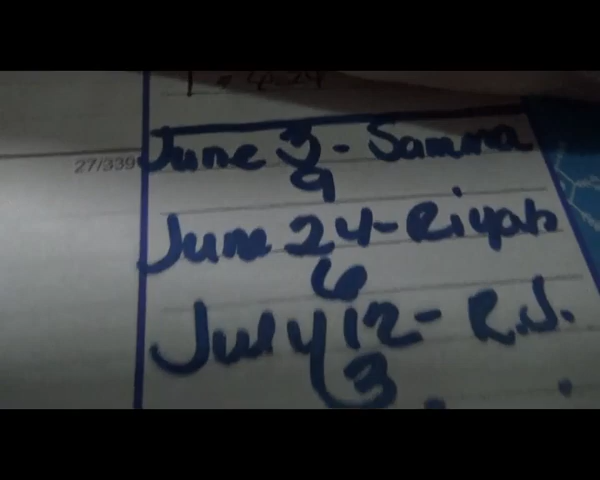 27/339
June 3 - Samma
9
June 24 - Riyah
6
July 12 - R.J.
3